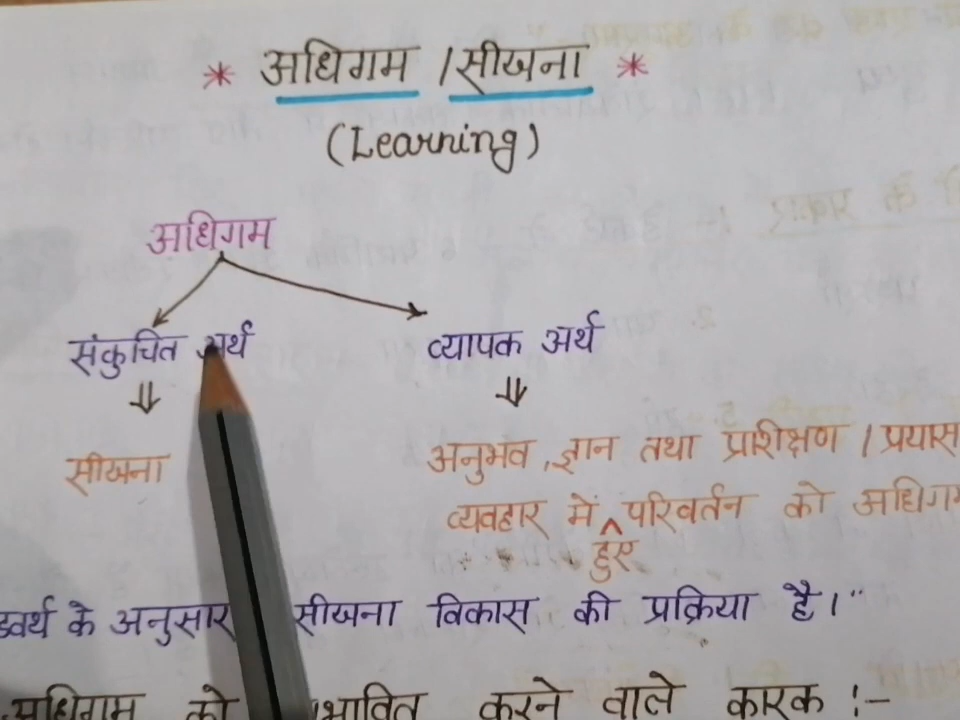 * अधिगम / सीखना *
(Learning)
अधिगम
संकुचित अर्थ
व्यापक अर्थ
सीखना
अनुभव, ज्ञान तथा प्रशिक्षण / प्रयास
व्यवहार में हुए परिवर्तन को
के अनुसार सीखना विकास की प्रक्रिया है।"
अधिगम को करने वाले कारक :-